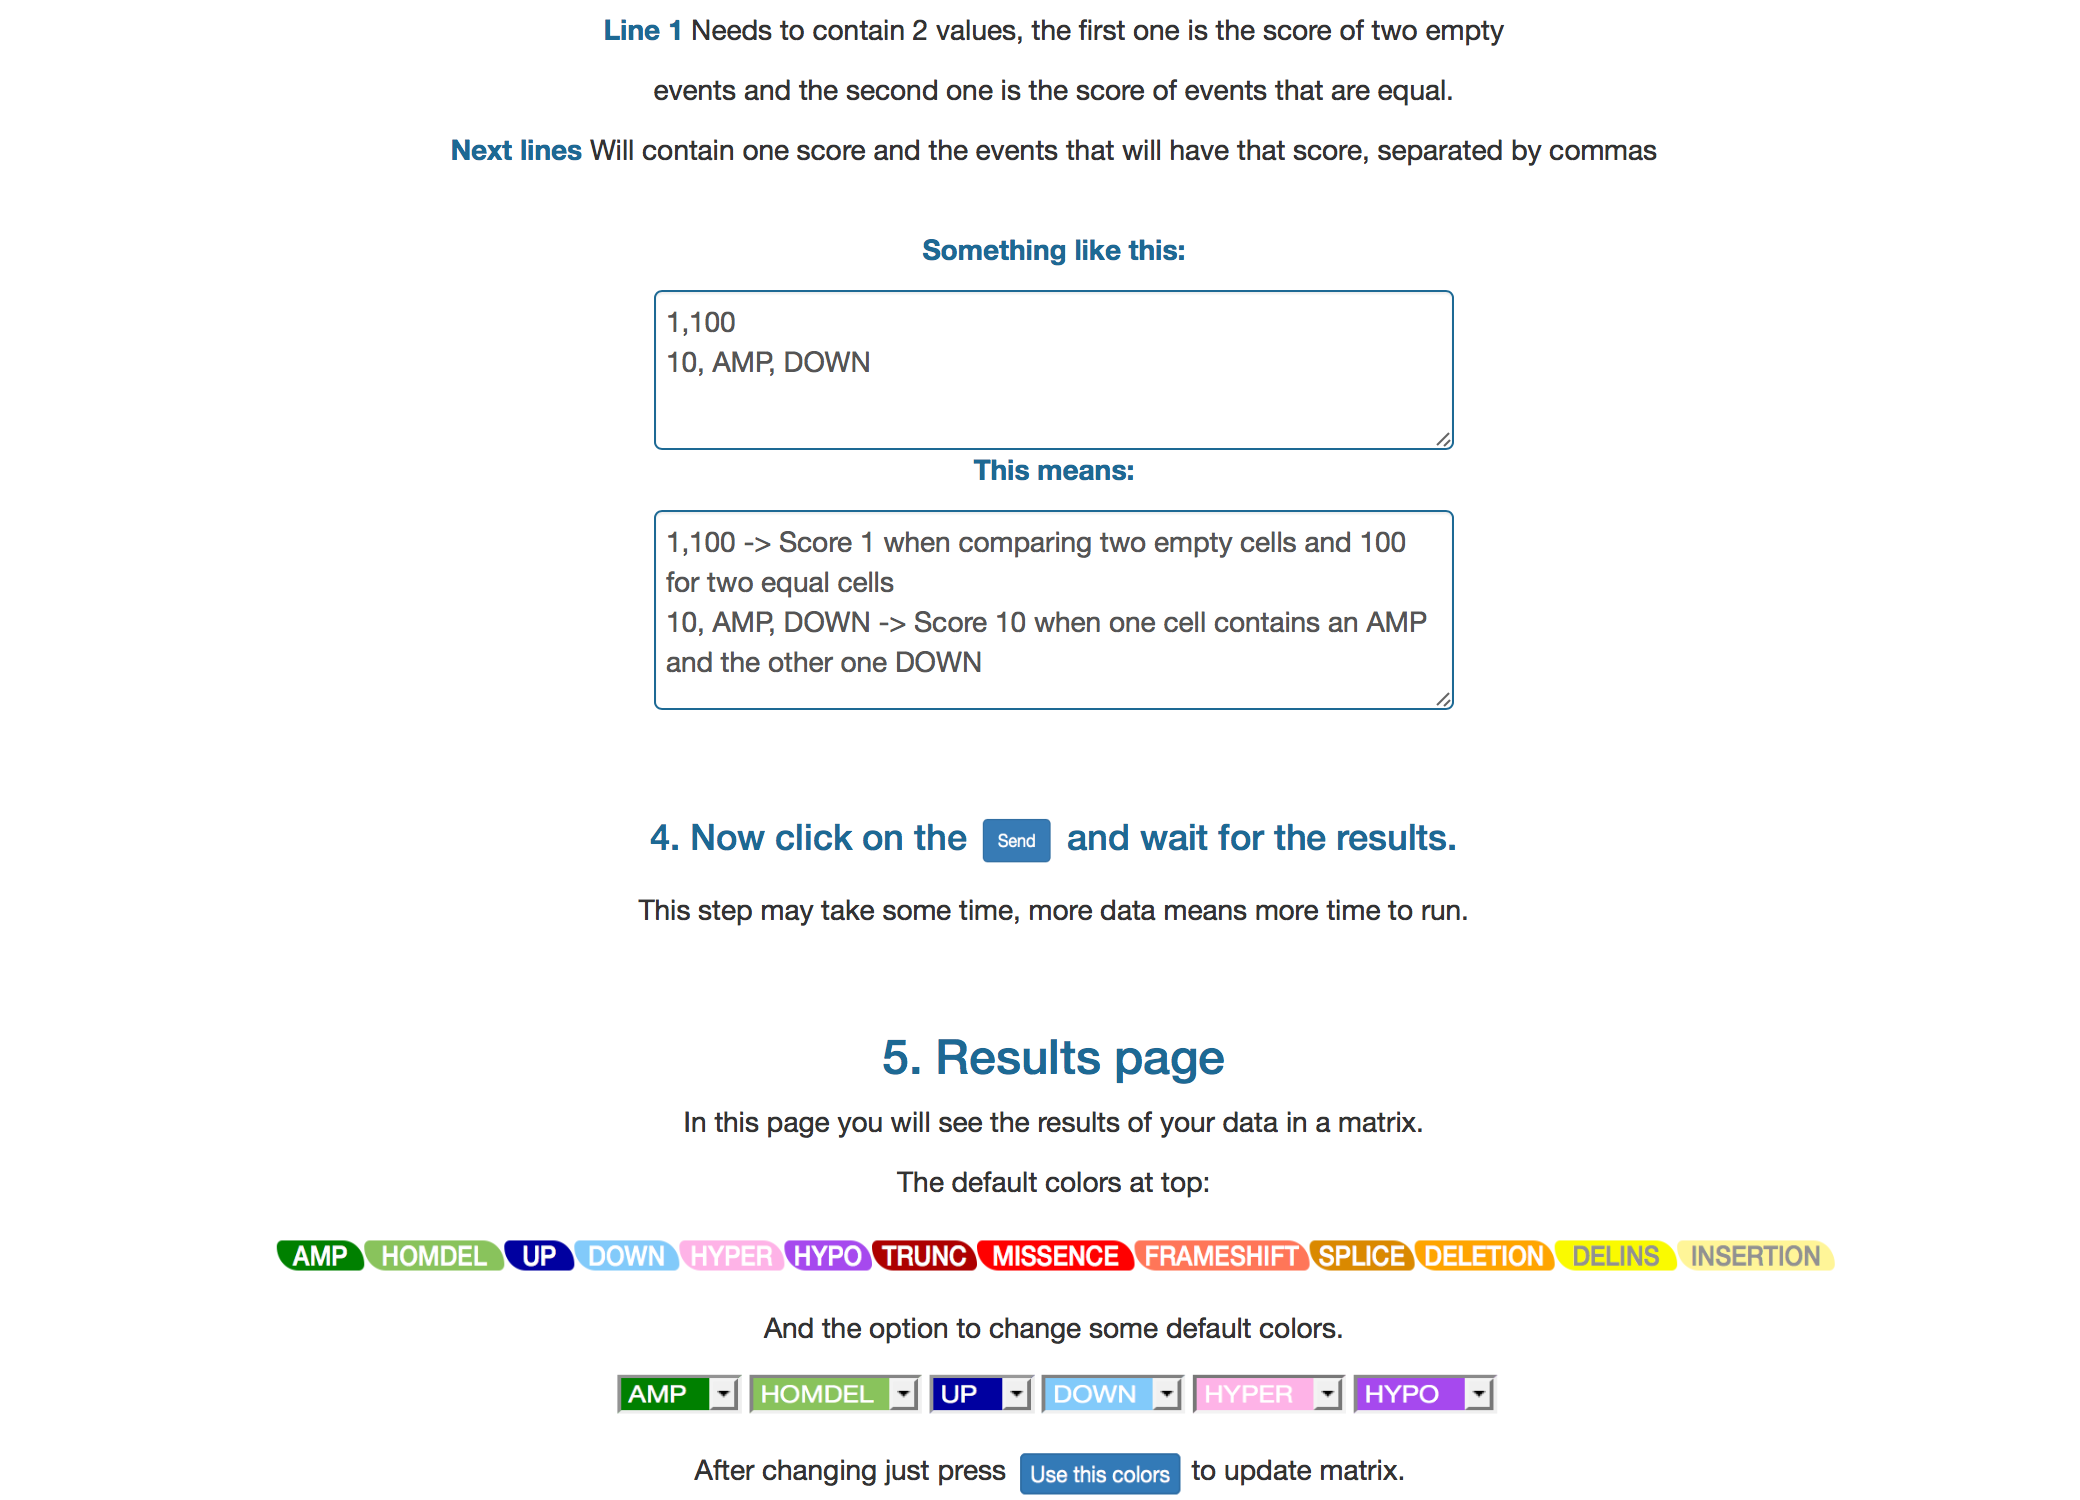 Line 1 Needs to contain 2 values, the first one is the score of two empty
events and the second one is the score of events that are equal.
Next lines Will contain one score and the events that will have that score, separated by commas
Something like this:
1,100
10, AMP, DOWN
This means:
1,100 -> Score 1 when comparing two empty cells and 100
for two equal cells
10, AMP, DOWN -> Score 10 when one cell contains an AMP
and the other one DOWN
4. Now click on the Send and wait for the results.
This step may take some time, more data means more time to run.
5. Results page
In this page you will see the results of your data in a matrix.
The default colors at top:
AMP HOMDEL UP DOWN HYPER HYPO TRUNC MISSENCE FRAMESHIFT SPLICE DELETION DELINS INSERTION
And the option to change some default colors.
AMP HOMDEL UP DOWN HYPER HYPO
After changing just press Use this colors to update matrix.